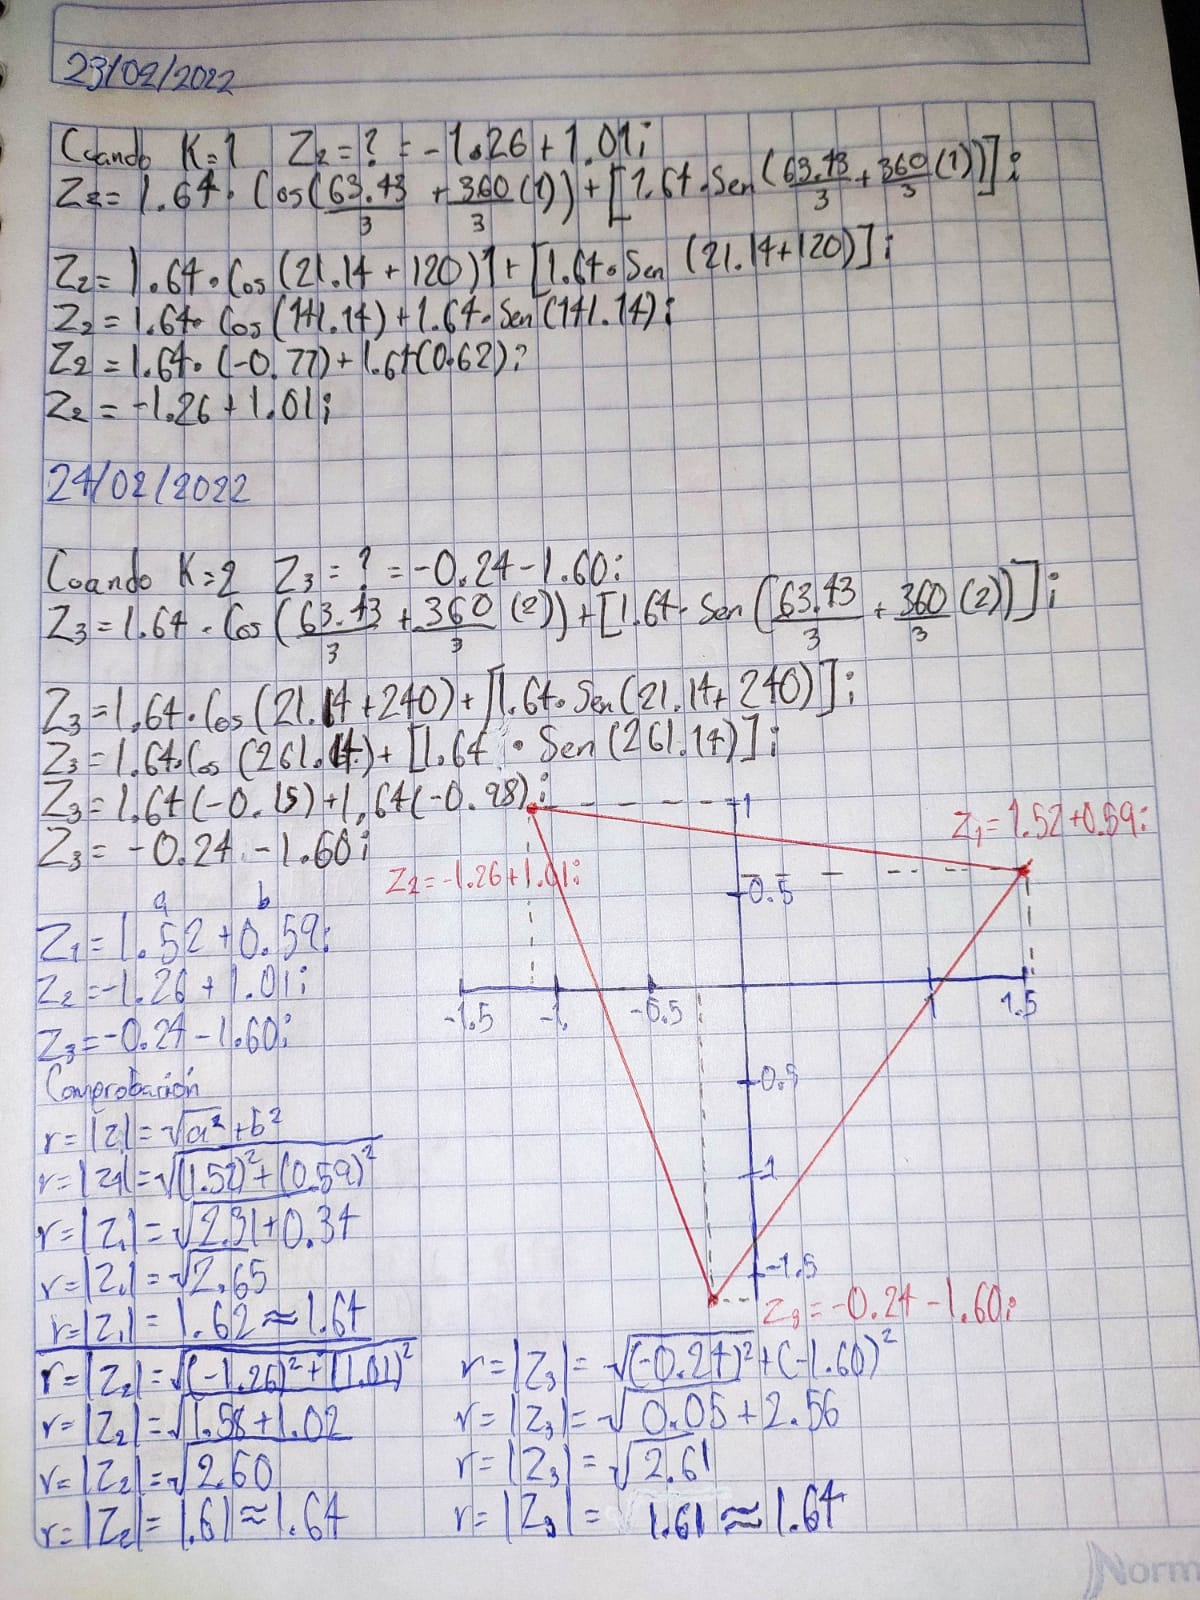 23/02/2022
Cuando K=1 Z₂=? = -1.26+1.01i
Z₂=1.64·Cos(63.43/3 + 360/3 (1))+[1.64·Sen(63.43/3 + 360/3 (1))]i
Z₂=1.64·Cos(21.14+120)+[1.64·Sen(21.14+120)]i
Z₂=1.64·Cos(141.14)+1.64·Sen(141.14)i
Z₂=1.64·(-0.77)+1.64(0.62)i
Z₂=-1.26+1.01i
24/02/2022
Cuando K=2 Z₃=? = -0.24-1.60i
Z₃=1.64·Cos(63.43/3 + 360/3 (2))+[1.64·Sen(63.43/3 + 360/3 (2))]i
Z₃=1.64·Cos(21.14+240)+[1.64·Sen(21.14+240)]i
Z₃=1.64·Cos(261.14)+[1.64·Sen(261.14)]i
Z₃=1.64(-0.15)+1,64(-0.98)i
Z₃=-0.24-1.60i
a b
Z₁=1.52+0.59i
Z₂=-1.26+1.01i
Z₃=-0.24-1.60i
Comprobación
r=|z|=√a²+b²
r=|z₁|=√(1.52)²+(0.59)²
r=|Z₁|=√2.31+0.34
r=|Z₁|=√2.65
r=|Z₁|=1.62≈1.64
r=|Z₂|=√(-1.26)²+(1.01)²
r=|Z₂|=√1.58+1.02
r=|Z₂|=√2.60
r=|Z₂|=1.61≈1.64
1
Z₁=1.52+0.59i
Z₂=-1.26+1.01i
0.5
-1.5 -1. -0.5 1 1.5
-0.5
-1
-1.5
Z₃=-0.24-1.60i
r=|Z₃|=√(-0.24)²+(-1.60)²
r=|Z₃|=√0.05+2.56
r=|Z₃|=√2.61
r=|Z₃|=1.61≈1.64
Norm